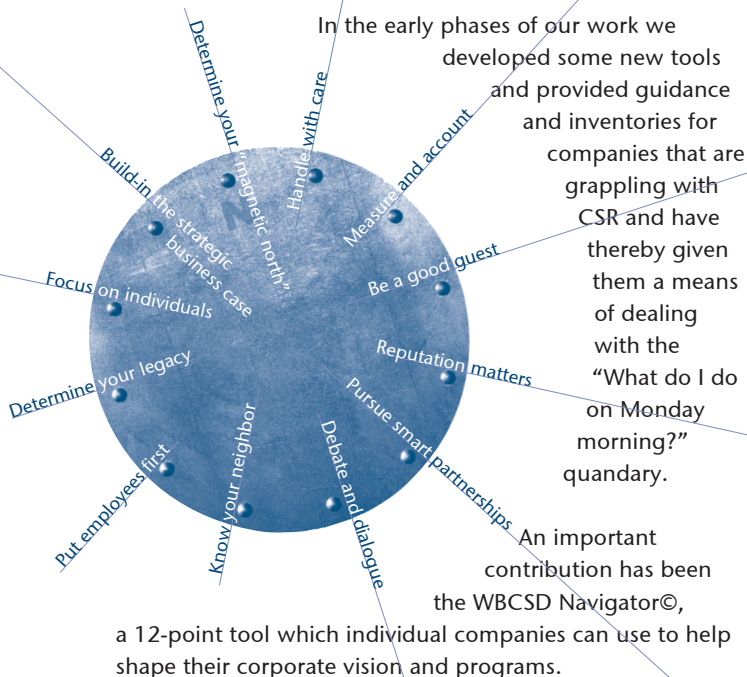 Determine your "magnetic north"
Handle with care
Measure and account
Be a good guest
Reputation matters
Pursue smart partnerships
Debate and dialogue
Know your neighbor
Put employees first
Determine your legacy
Focus on individuals
Build-in the strategic
business case
N
In the early phases of our work we
developed some new tools
and provided guidance
and inventories for
companies that are
grappling with
CSR and have
thereby given
them a means
of dealing
with the
“What do I do
on Monday
morning?”
quandary.
An important
contribution has been
the WBCSD Navigator©,
a 12-point tool which individual companies can use to help
shape their corporate vision and programs.